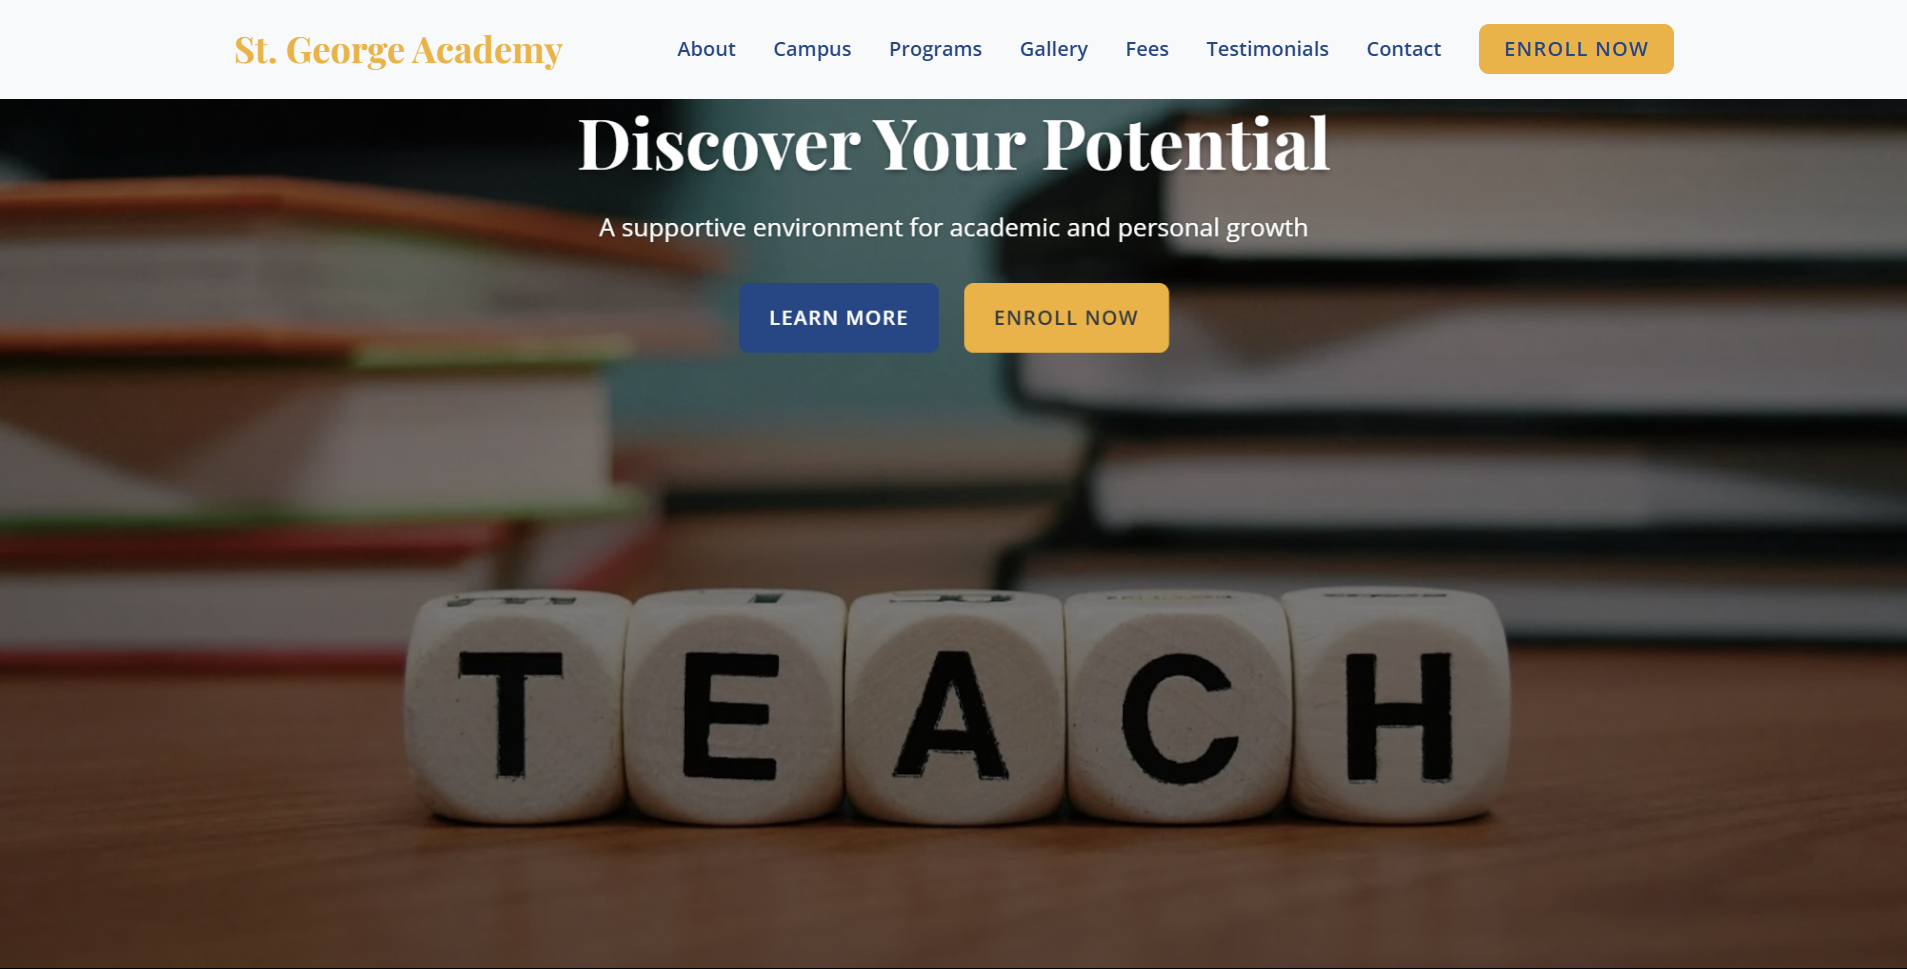 St. George Academy
About Campus Programs Gallery Fees Testimonials Contact ENROLL NOW
Discover Your Potential
A supportive environment for academic and personal growth
LEARN MORE ENROLL NOW
TEACH